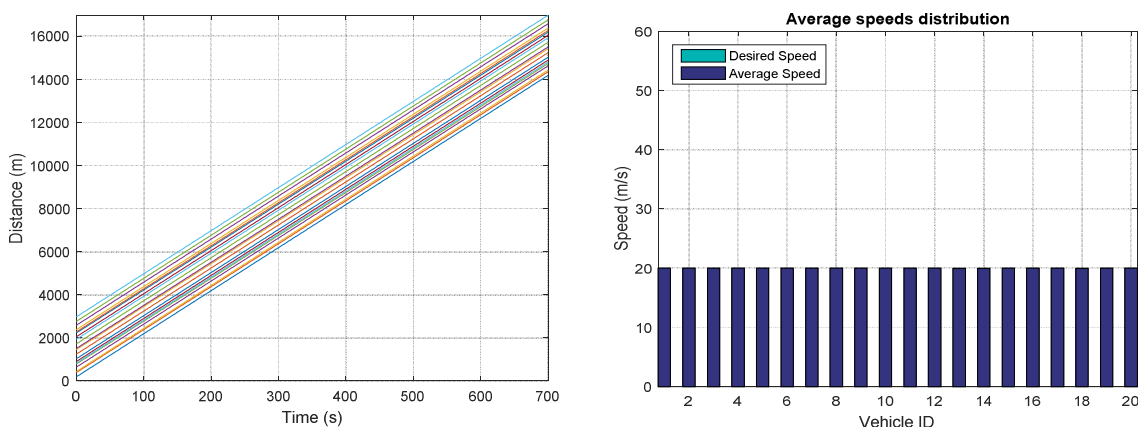 16000
14000
12000
10000
8000
6000
4000
2000
0
Distance (m)
0 100 200 300 400 500 600 700
Time (s)
Average speeds distribution
60
50
40
30
20
10
0
Speed (m/s)
Desired Speed
Average Speed
2 4 6 8 10 12 14 16 18 20
Vehicle ID